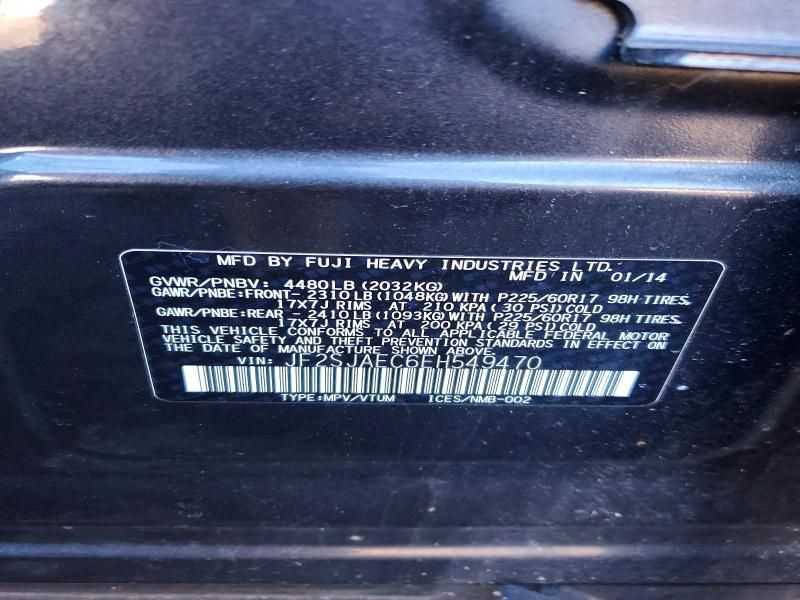 MFD BY FUJI HEAVY INDUSTRIES LTD.
MFD IN 01/14
GVWR/PNBV: 4480LB(2032KG)
GAWR/PNBE:FRONT- 2310LB(1048KG)WITH P225/60R17 98H TIRES,
17X7J RIMS AT 210 KPA(30 PSI)COLD
GAWR/PNBE:REAR - 2410LB(1093KG)WITH P225/60R17 98H TIRES,
17X7J RIMS AT 200 KPA(29 PSI)COLD
THIS VEHICLE CONFORMS TO ALL APPLICABLE FEDERAL MOTOR
VEHICLE SAFETY AND THEFT PREVENTION STANDARDS IN EFFECT ON
THE DATE OF MANUFACTURE SHOWN ABOVE.
VIN: JF2SJAEC6EH549470
TYPE:MPV/VTUM ICES/NMB-002